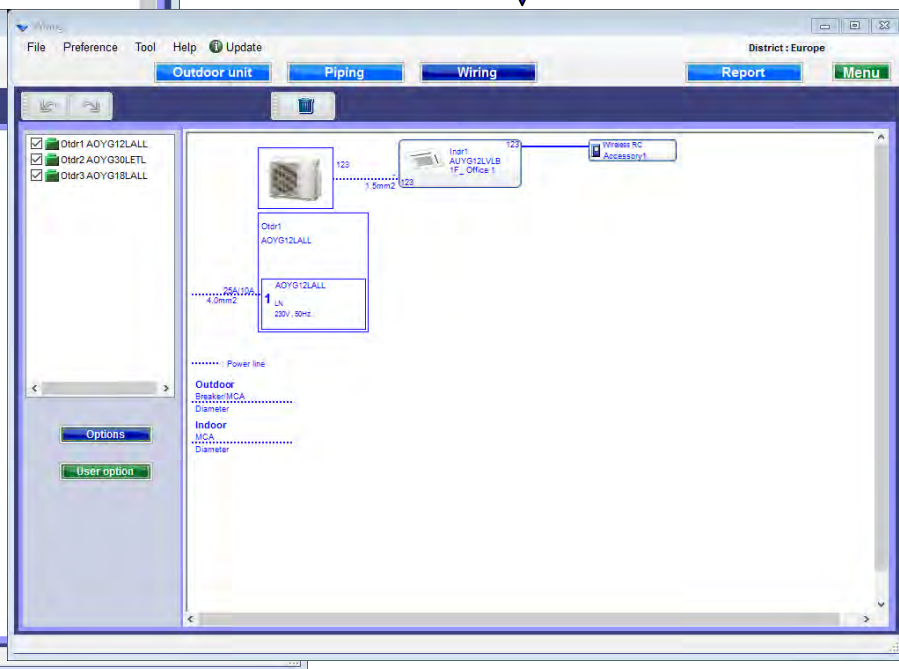 Wiring
File Preference Tool Help Update
District : Europe
Outdoor unit Piping Wiring Report Menu
Otdr1 AOYG12LALL
Otdr2 AOYG30LETL
Otdr3 AOYG18LALL
Options
User option
123
1.5mm2
123
123
Indr1
AUYG12LVLB
1F_ Office 1
Wireless RC
Accessory1
Otdr1
AOYG12LALL
25A/10A
4.0mm2
AOYG12LALL
1 LN
230V , 50Hz
: Power line
Outdoor
Breaker/MCA
Diameter
Indoor
MCA
Diameter